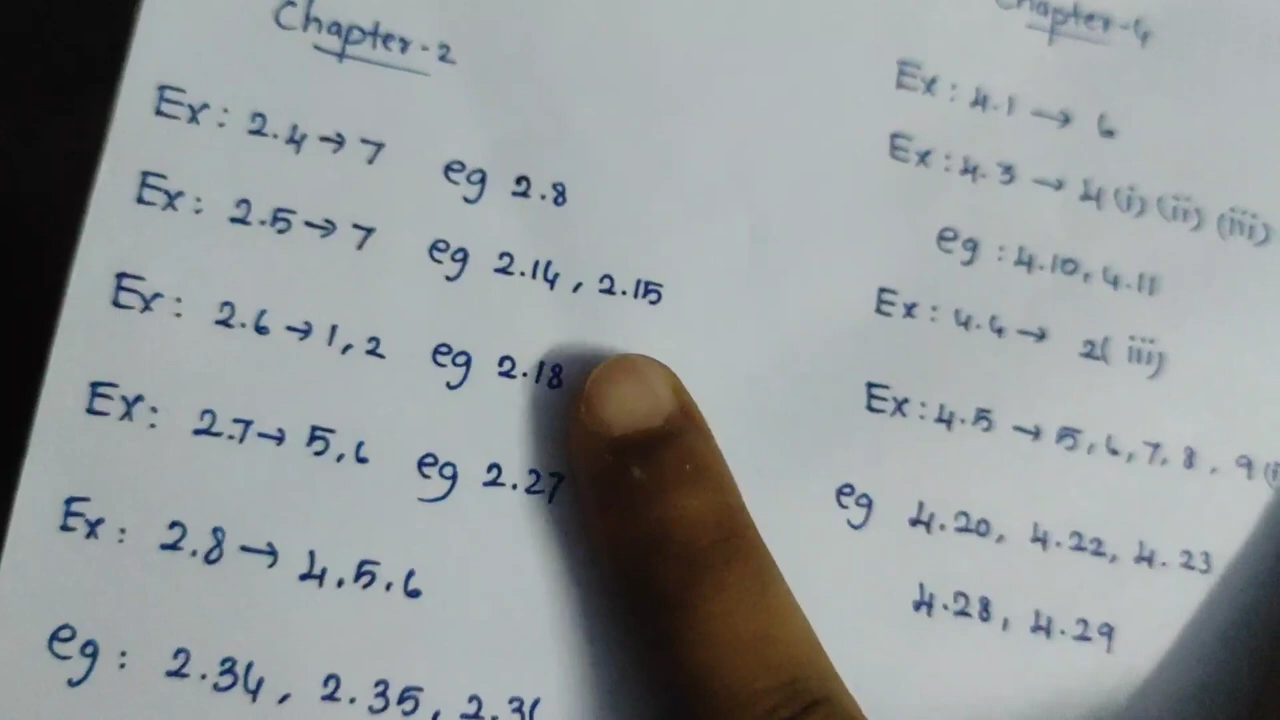 Chapter-2
Ex: 2.4→7 eg 2.8
Ex: 2.5→7 eg 2.14, 2.15
Ex: 2.6→1,2 eg 2.18
Ex: 2.7→5,6 eg 2.27
Ex: 2.8→4.5.6
eg: 2.34, 2.35,
Chapter-4
Ex: 4.1→6
Ex: 4.3→4(i)(ii)(iii)
eg: 4.10, 4.11
Ex: 4.4→2(iii)
Ex: 4.5→5,6,7,8,9
eg 4.20, 4.22, 4.23
4.28, 4.29